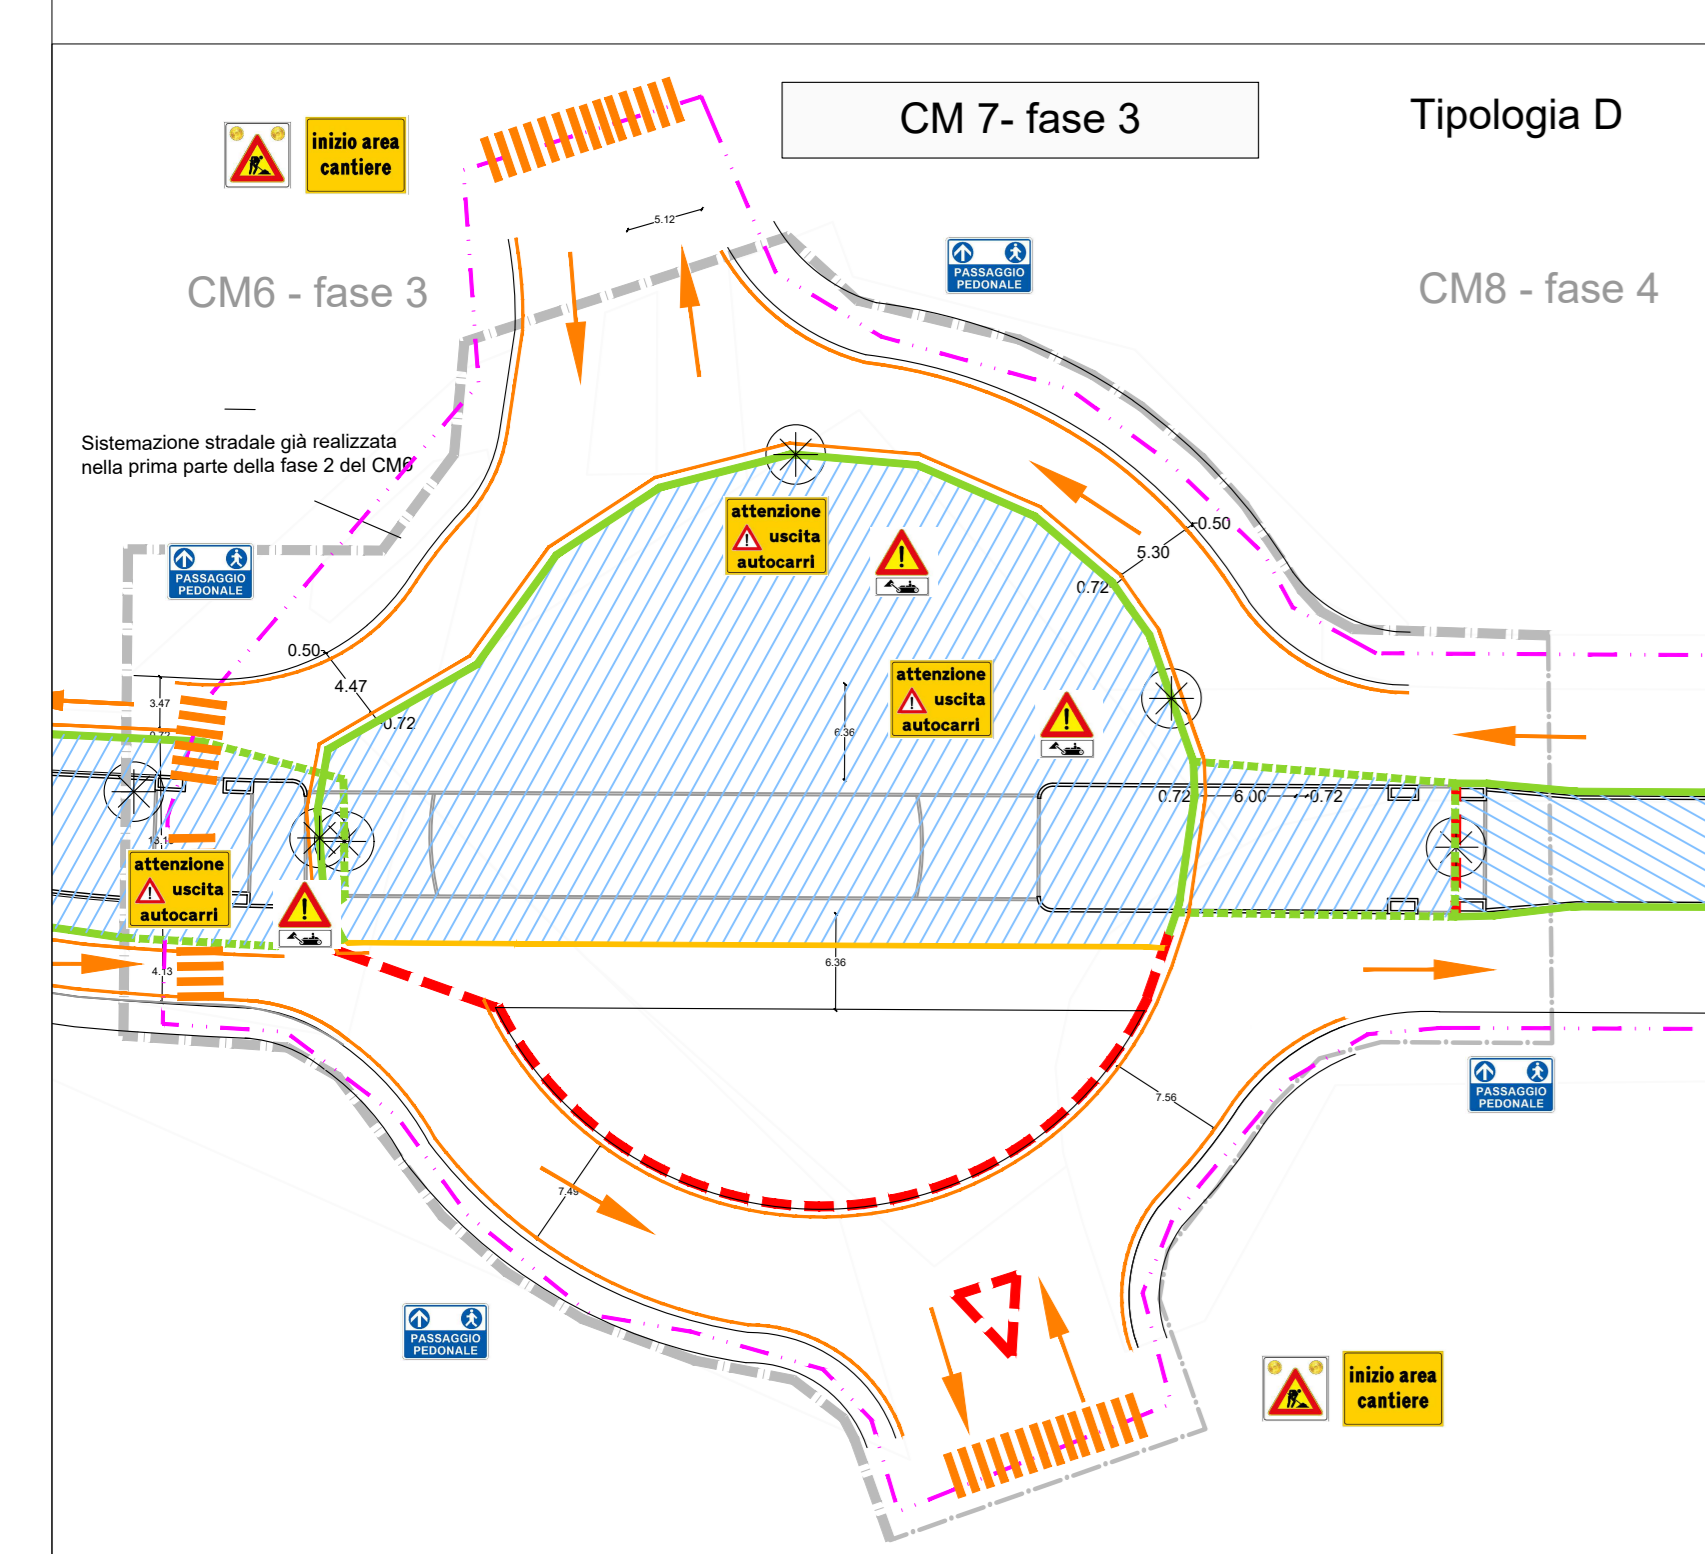 CM 7- fase 3
Tipologia D
inizio area
cantiere
5.12
PASSAGGIO
PEDONALE
CM6 - fase 3
CM8 - fase 4
Sistemazione stradale già realizzata
nella prima parte della fase 2 del CM6
attenzione
uscita
autocarri
0.50
5.30
0.72
PASSAGGIO
PEDONALE
0.50
4.47
0.72
attenzione
uscita
autocarri
3.47
0.72
6.36
0.72
6.00
0.72
attenzione
uscita
autocarri
4.13
6.36
PASSAGGIO
PEDONALE
7.56
7.49
PASSAGGIO
PEDONALE
inizio area
cantiere